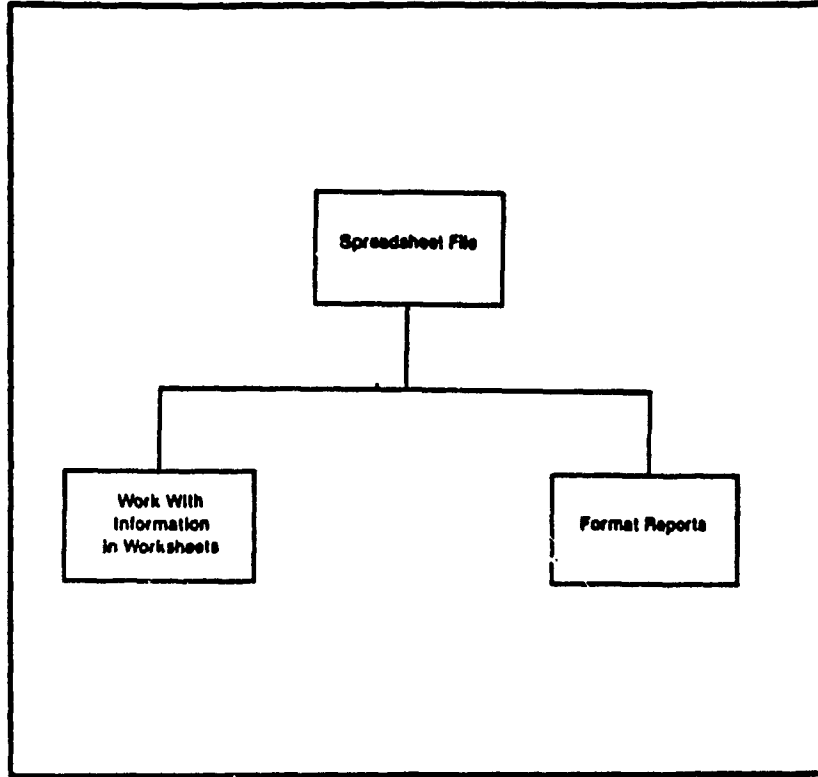 Spreadsheet File
Work With
Information
in Worksheets
Format Reports